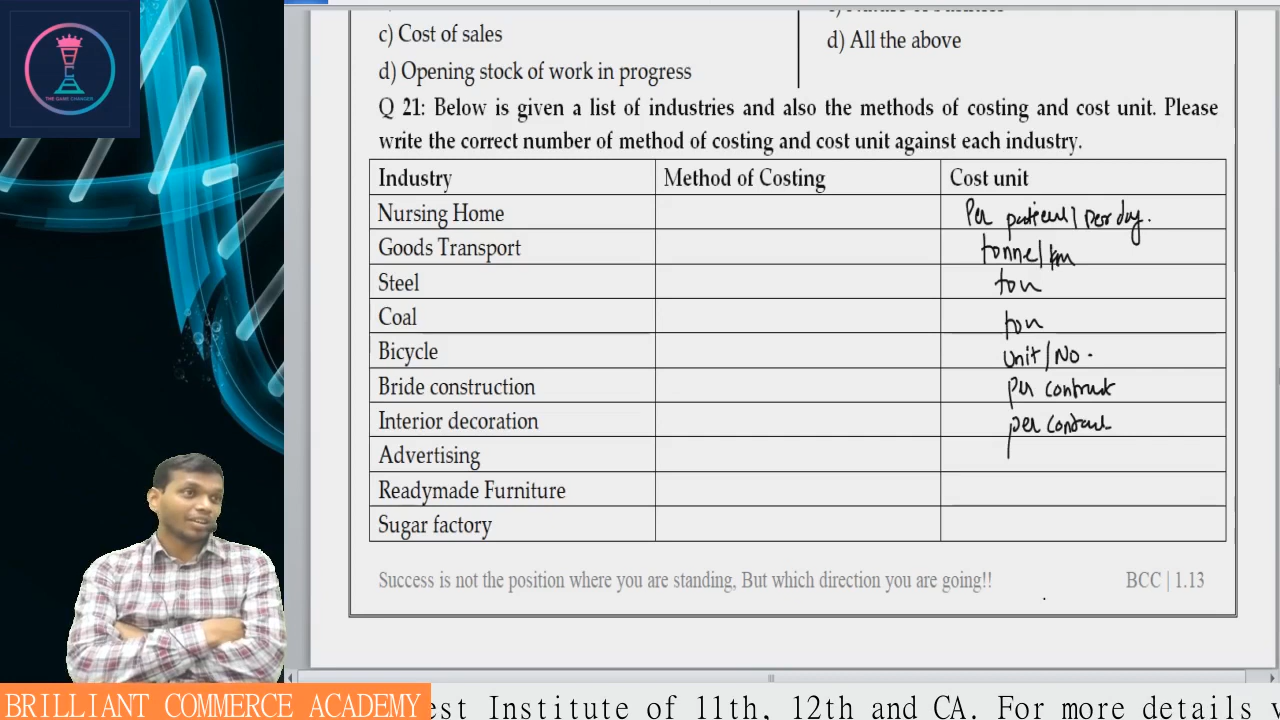 THE GAME CHANGER
c) Cost of sales
d) All the above
d) Opening stock of work in progress
Q 21: Below is given a list of industries and also the methods of costing and cost unit. Please
write the correct number of method of costing and cost unit against each industry.
Industry Method of Costing Cost unit
Nursing Home Per patient/ per day.
Goods Transport tonne/km
Steel ton
Coal ton
Bicycle Unit/No.
Bride construction per contract
Interior decoration per contract
Advertising
Readymade Furniture
Sugar factory
Success is not the position where you are standing, But which direction you are going!! BCC | 1.13
BRILLIANT COMMERCE ACADEMY est Institute of 11th, 12th and CA. For more details